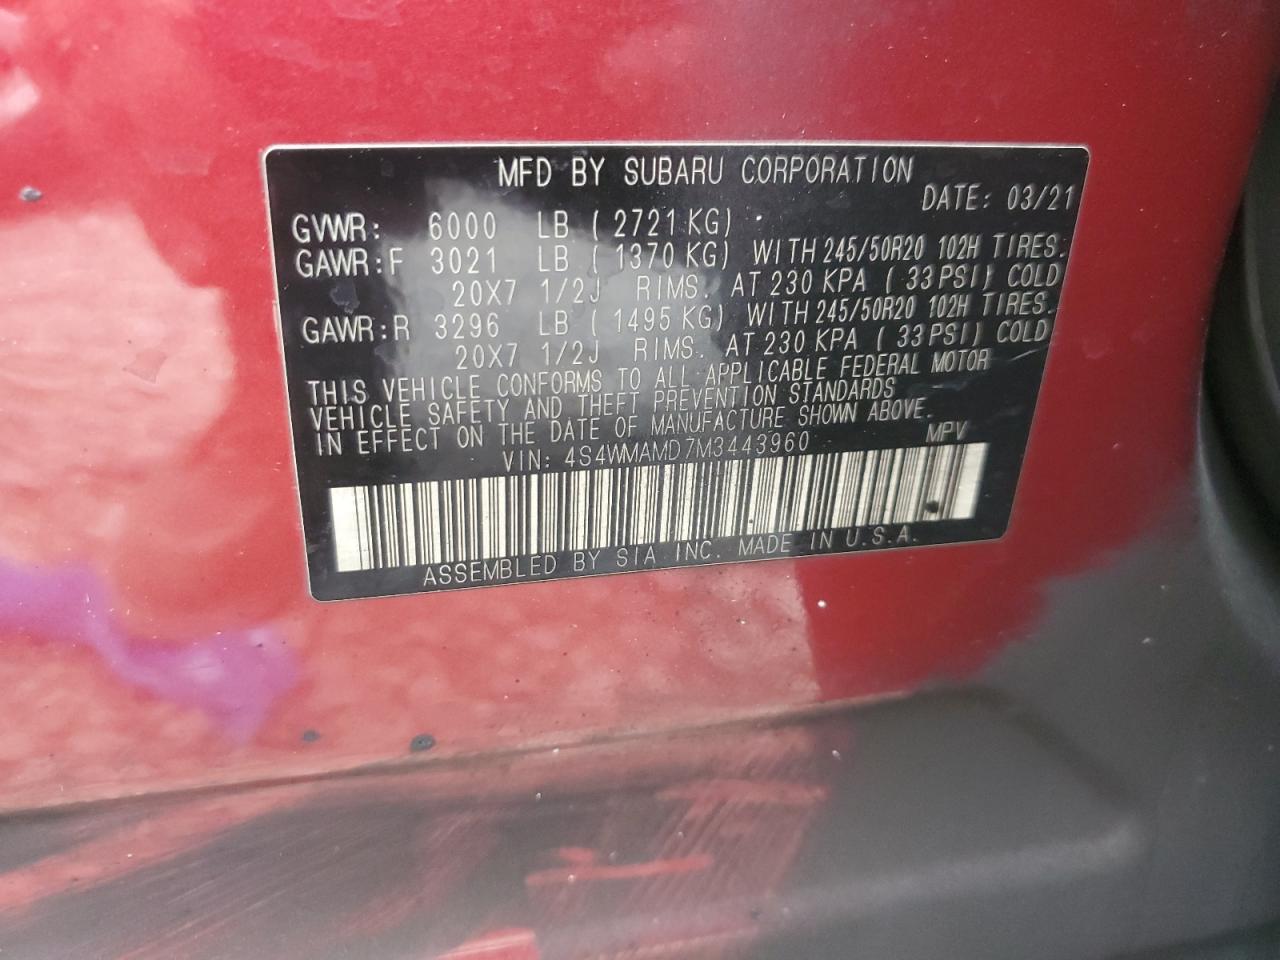 MFD BY SUBARU CORPORATION
DATE: 03/21
GVWR: 6000 LB ( 2721 KG)
GAWR:F 3021 LB ( 1370 KG) WITH 245/50R20 102H TIRES.
20X7 1/2J RIMS. AT 230 KPA ( 33 PSI) COLD
GAWR:R 3296 LB ( 1495 KG) WITH 245/50R20 102H TIRES.
20X7 1/2J RIMS. AT 230 KPA ( 33 PSI) COLD
THIS VEHICLE CONFORMS TO ALL APPLICABLE FEDERAL MOTOR
VEHICLE SAFETY AND THEFT PREVENTION STANDARDS
IN EFFECT ON THE DATE OF MANUFACTURE SHOWN ABOVE.
VIN: 4S4WMAMD7M3443960 MPV
ASSEMBLED BY SIA INC. MADE IN U.S.A.